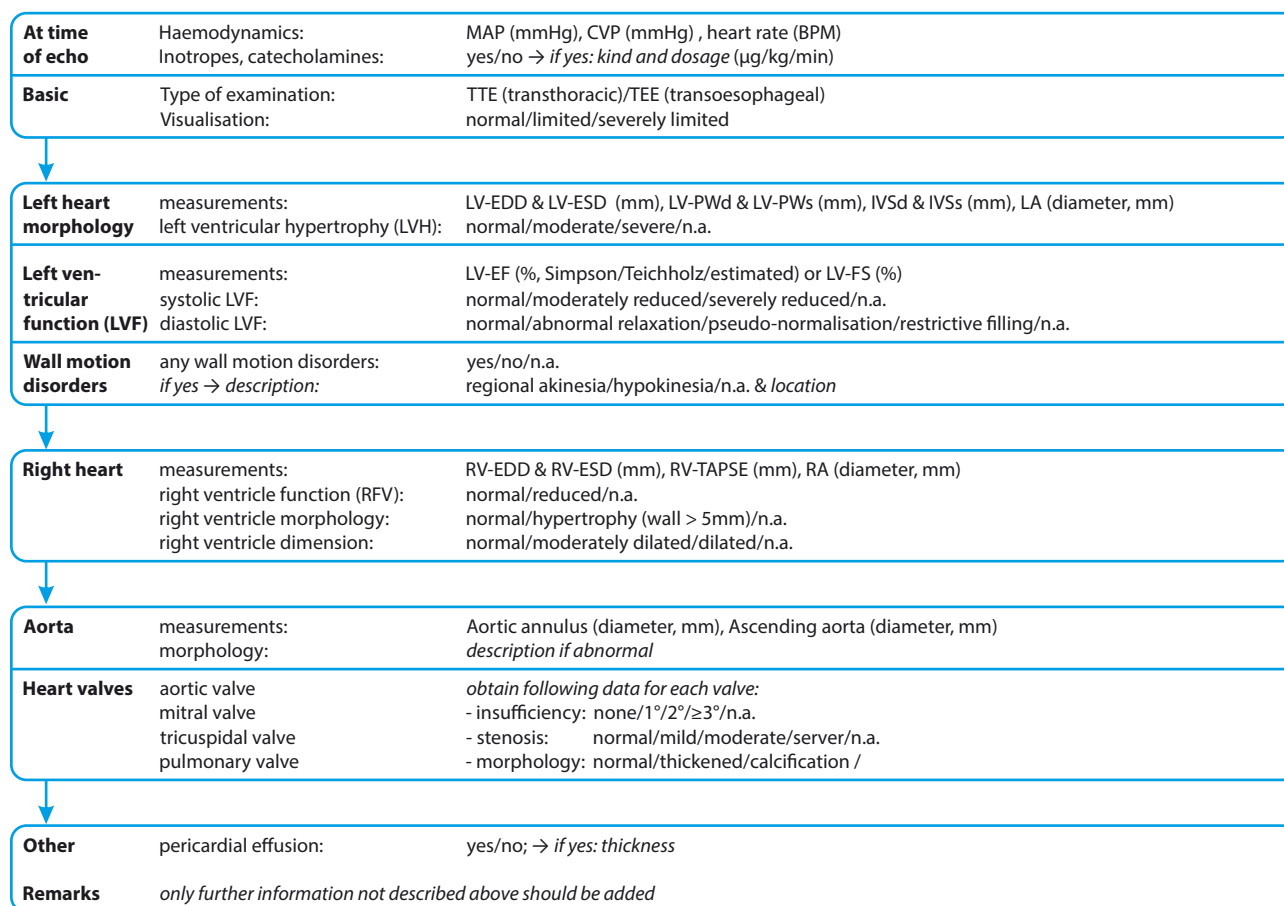 At time Haemodynamics: MAP (mmHg), CVP (mmHg) , heart rate (BPM)
of echo Inotropes, catecholamines: yes/no → if yes: kind and dosage (µg/kg/min)
Basic Type of examination: TTE (transthoracic)/TEE (transoesophageal)
Visualisation: normal/limited/severely limited
Left heart measurements: LV-EDD & LV-ESD (mm), LV-PWd & LV-PWs (mm), IVSd & IVSs (mm), LA (diameter, mm)
morphology left ventricular hypertrophy (LVH): normal/moderate/severe/n.a.
Left ven- measurements: LV-EF (%, Simpson/Teichholz/estimated) or LV-FS (%)
tricular systolic LVF: normal/moderately reduced/severely reduced/n.a.
function (LVF) diastolic LVF: normal/abnormal relaxation/pseudo-normalisation/restrictive filling/n.a.
Wall motion any wall motion disorders: yes/no/n.a.
disorders if yes → description: regional akinesia/hypokinesia/n.a. & location
Right heart measurements: RV-EDD & RV-ESD (mm), RV-TAPSE (mm), RA (diameter, mm)
right ventricle function (RFV): normal/reduced/n.a.
right ventricle morphology: normal/hypertrophy (wall > 5mm)/n.a.
right ventricle dimension: normal/moderately dilated/dilated/n.a.
Aorta measurements: Aortic annulus (diameter, mm), Ascending aorta (diameter, mm)
morphology: description if abnormal
Heart valves aortic valve obtain following data for each valve:
mitral valve - insufficiency: none/1°/2°/≥3°/n.a.
tricuspidal valve - stenosis: normal/mild/moderate/server/n.a.
pulmonary valve - morphology: normal/thickened/calcification /
Other pericardial effusion: yes/no; → if yes: thickness
Remarks only further information not described above should be added